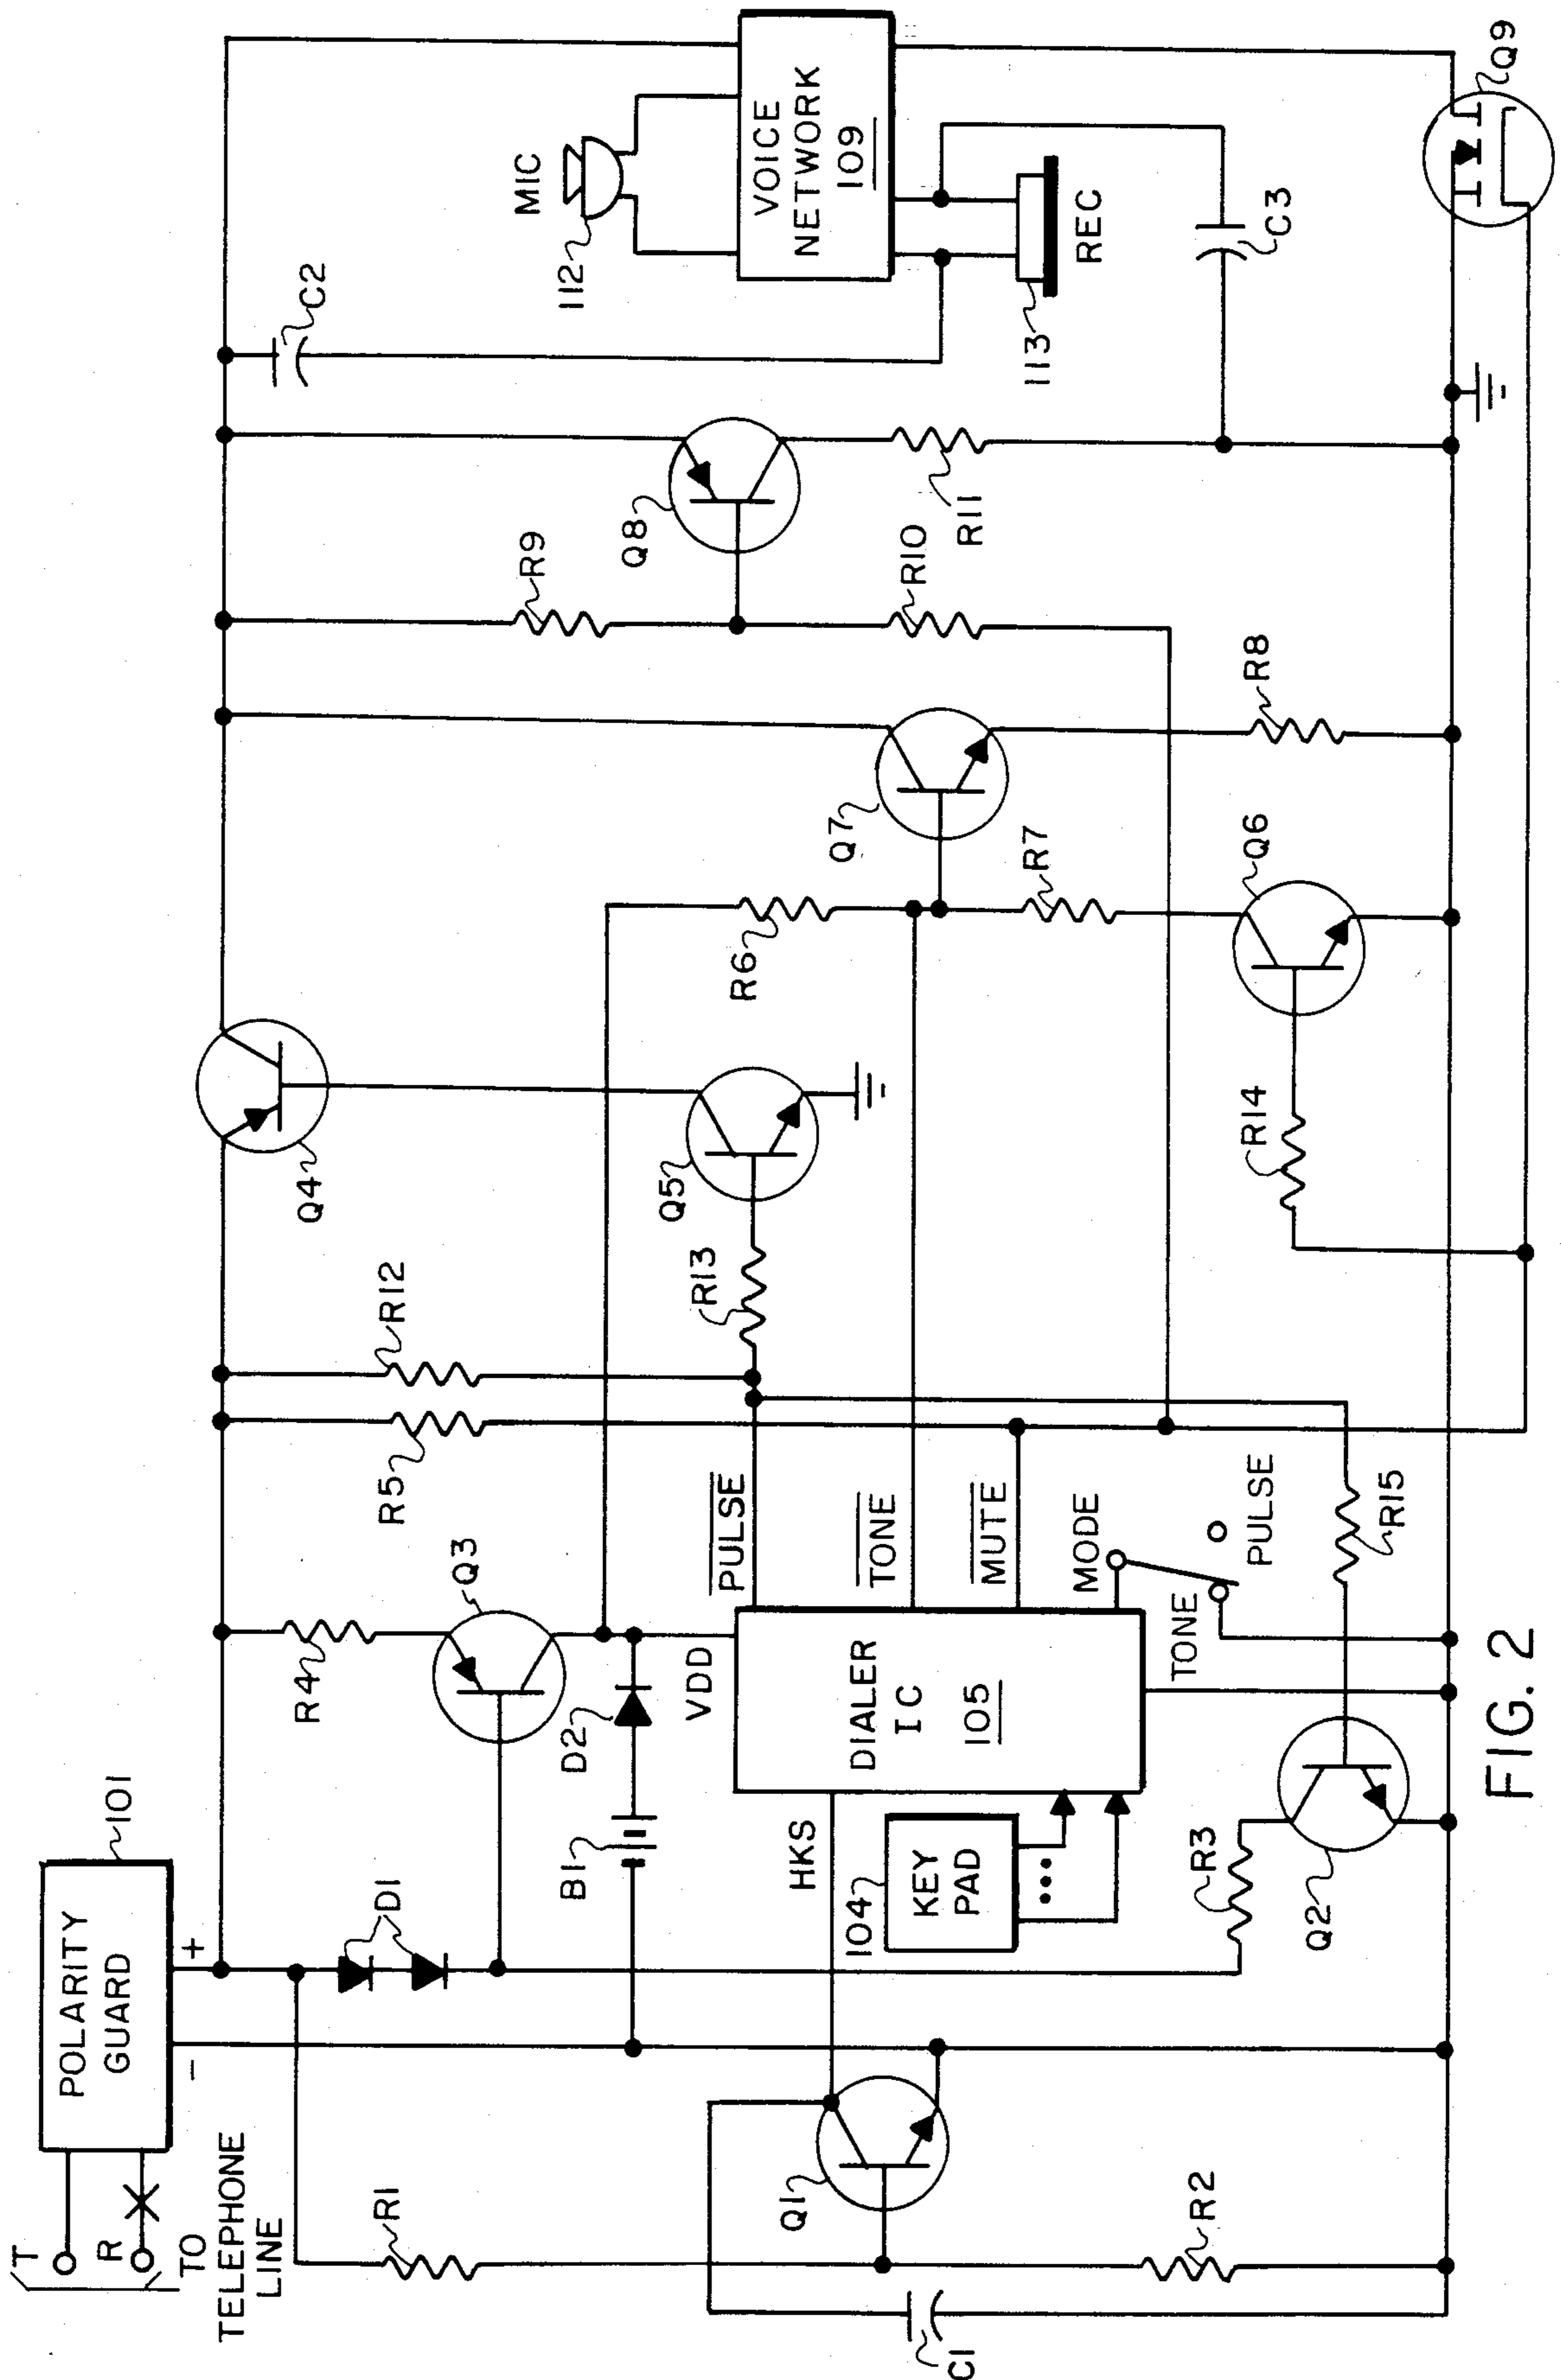 T
R
TO
TELEPHONE
LINE
POLARITY
GUARD
101
+
−
R1
C1
Q1
R2
D1
B1
D2
R4
Q3
VDD
HKS
104
KEY
PAD
DIALER
IC
105
PULSE
TONE
MUTE
MODE
TONE
PULSE
R3
Q2
R15
R5
R12
R13
Q4
Q5
R6
R14
Q6
R7
Q7
R8
R9
Q8
R10
R11
C2
112
MIC
VOICE
NETWORK
109
113
REC
C3
Q9
FIG. 2